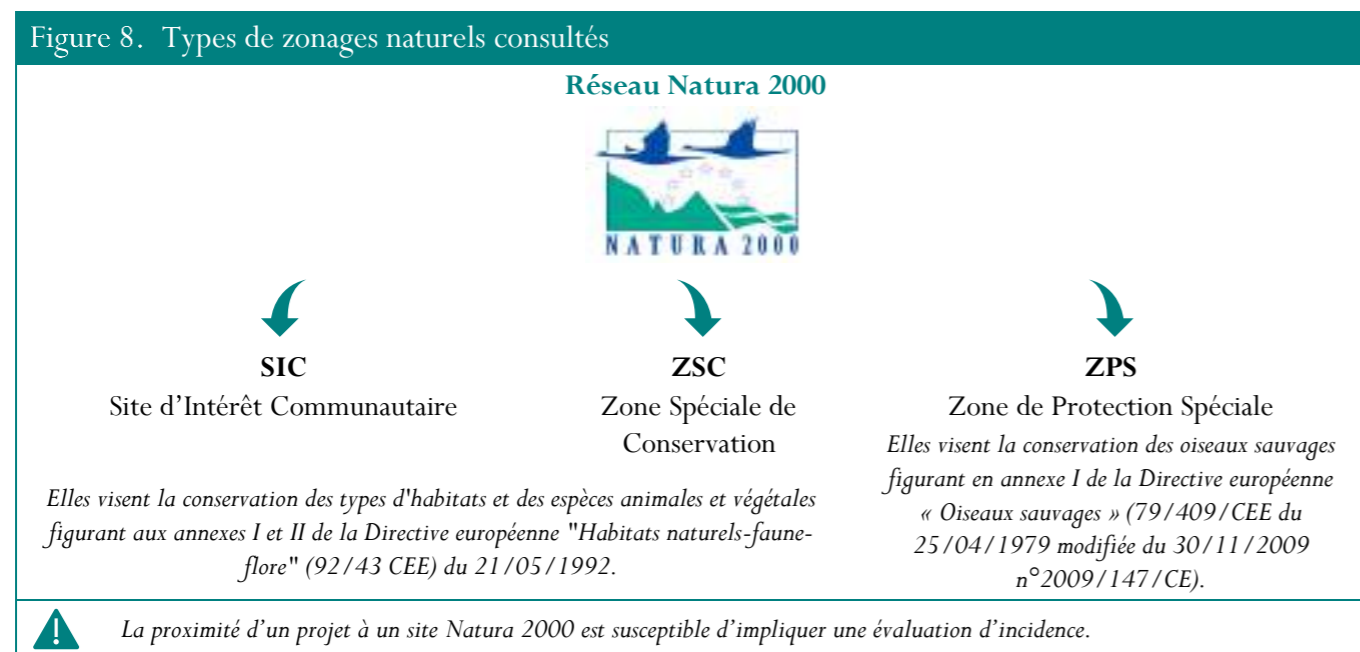 Figure 8. Types de zonages naturels consultés
Réseau Natura 2000
NATURA 2000
SIC
Site d’Intérêt Communautaire
ZSC
Zone Spéciale de
Conservation
Elles visent la conservation des types d'habitats et des espèces animales et végétales
figurant aux annexes I et II de la Directive européenne "Habitats naturels-faune-
flore" (92/43 CEE) du 21/05/1992.
ZPS
Zone de Protection Spéciale
Elles visent la conservation des oiseaux sauvages
figurant en annexe I de la Directive européenne
« Oiseaux sauvages » (79/409/CEE du
25/04/1979 modifiée du 30/11/2009
n°2009/147/CE).
La proximité d’un projet à un site Natura 2000 est susceptible d’impliquer une évaluation d’incidence.